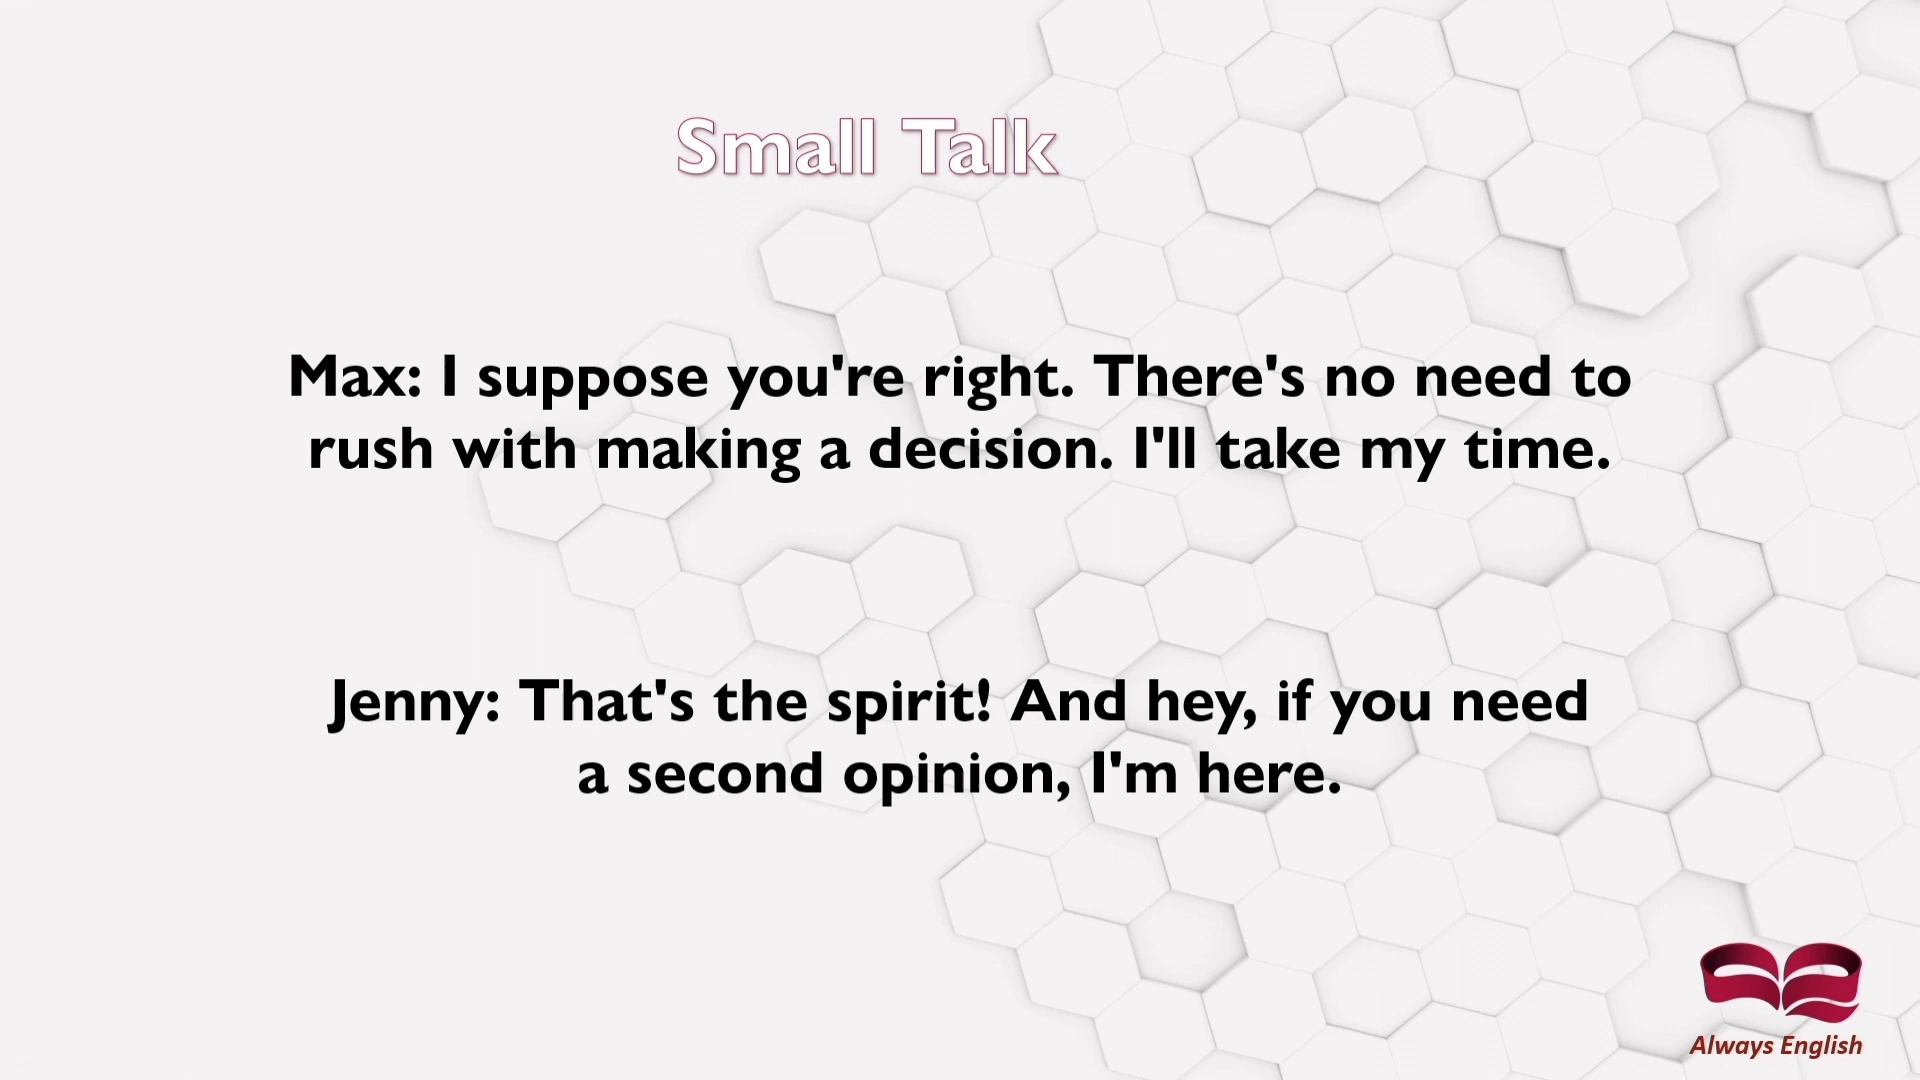 Small Talk
Max: I suppose you're right. There's no need to
rush with making a decision. I'll take my time.
Jenny: That's the spirit! And hey, if you need
a second opinion, I'm here.
Always English